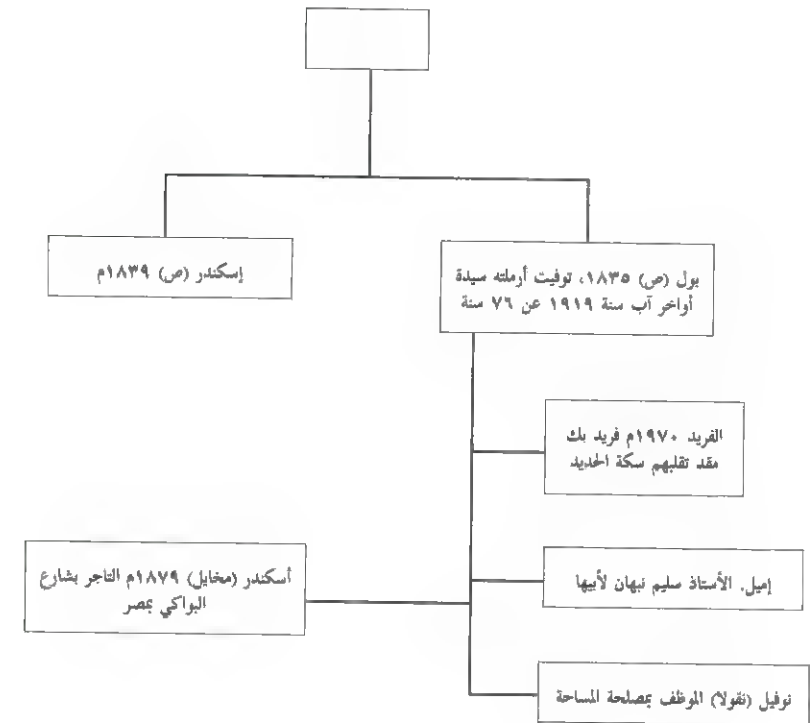 إسكندر (ص) ١٨٣٩م
بول (ص) ١٨٣٥، توفيت أرملته سيدة
أواخر آب سنة ١٩١٩ عن ٧٦ سنة
الفريد ١٩٧٠م فريد بك
مقد تقلبهم سكة الحديد
أسكندر (مخايل) ١٨٧٩م التاجر بشارع
البواكي بمصر
إميل. الأستاذ سليم نبهان لأبيها
نوفيل (نقولا) الموظف بمصلحة المساحة